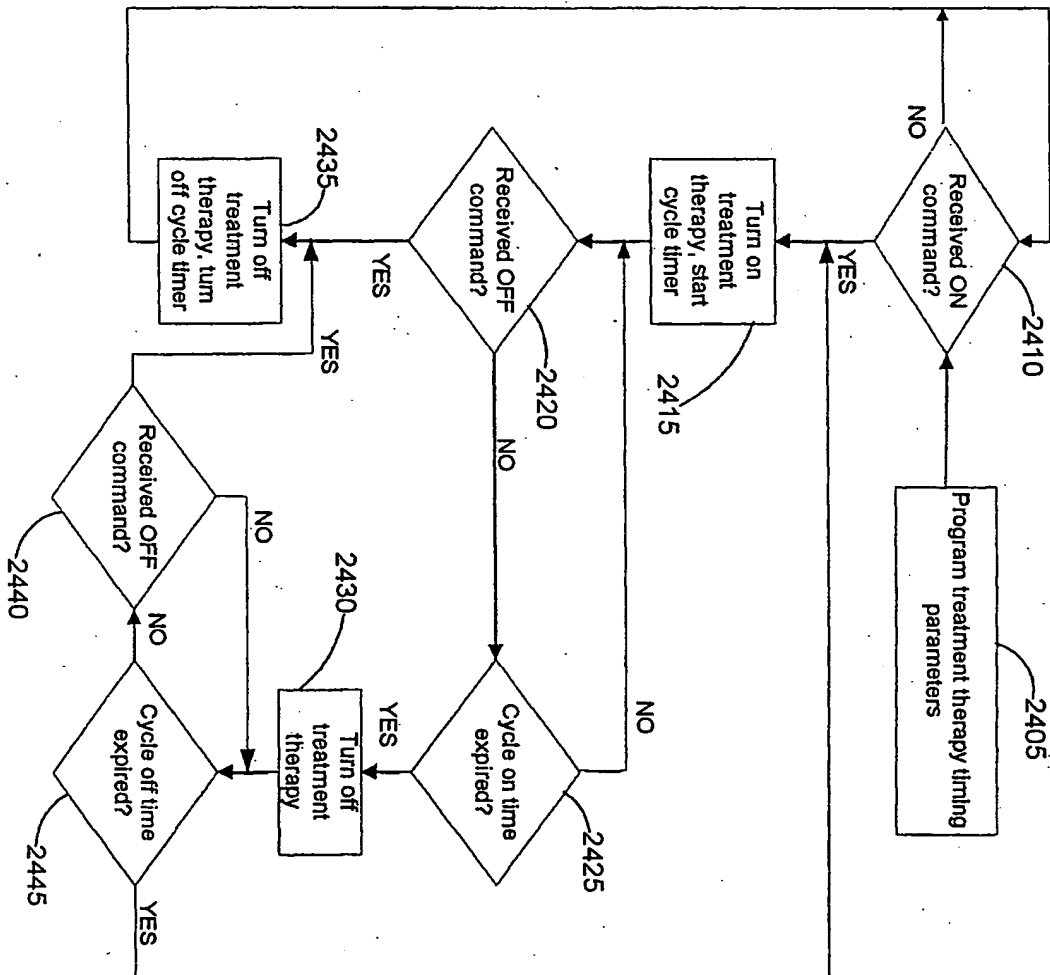 2405
Program treatment therapy timing
parameters
2410
Received ON
command?
NO
YES
2415
Turn on
treatment
therapy, start
cycle timer
2420
Received OFF
command?
NO
YES
2425
Cycle on time
expired?
NO
YES
2430
Turn off
treatment
therapy
2435
Turn off
treatment
therapy, turn
off cycle timer
2440
Received OFF
command?
YES
NO
2445
Cycle off time
expired?
NO
YES